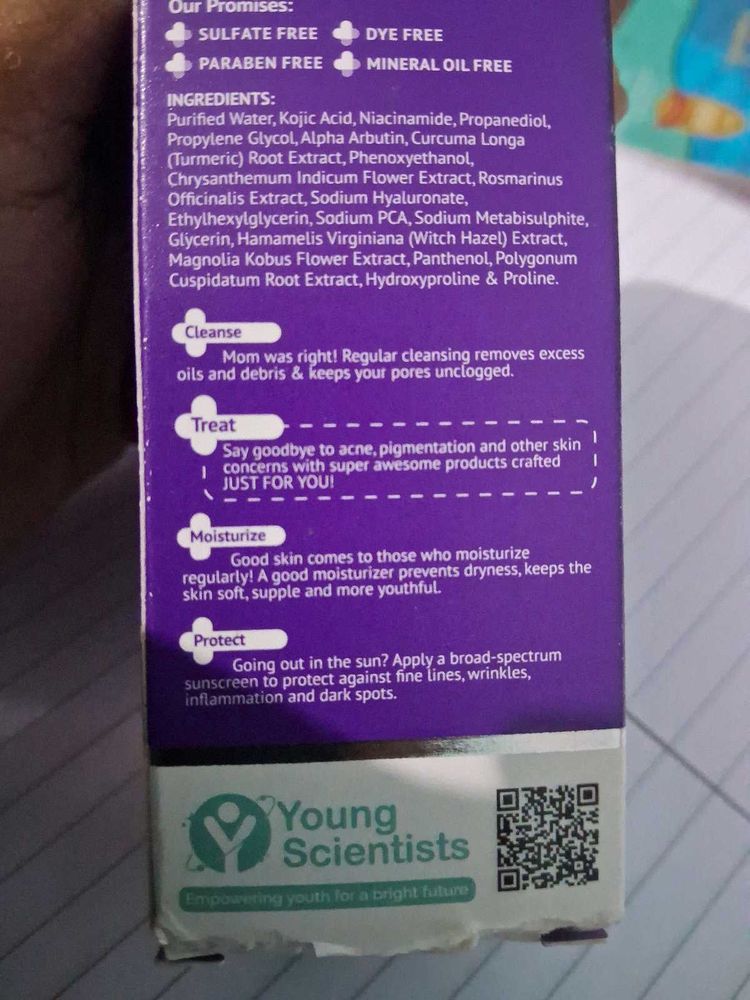 Our Promises:
SULFATE FREE DYE FREE
PARABEN FREE MINERAL OIL FREE
INGREDIENTS:
Purified Water, Kojic Acid, Niacinamide, Propanediol,
Propylene Glycol, Alpha Arbutin, Curcuma Longa
(Turmeric) Root Extract, Phenoxyethanol,
Chrysanthemum Indicum Flower Extract, Rosmarinus
Officinalis Extract, Sodium Hyaluronate,
Ethylhexylglycerin, Sodium PCA, Sodium Metabisulphite,
Glycerin, Hamamelis Virginiana (Witch Hazel) Extract,
Magnolia Kobus Flower Extract, Panthenol, Polygonum
Cuspidatum Root Extract, Hydroxyproline & Proline.
Cleanse
Mom was right! Regular cleansing removes excess
oils and debris & keeps your pores unclogged.
Treat
Say goodbye to acne, pigmentation and other skin
concerns with super awesome products crafted
JUST FOR YOU!
Moisturize
Good skin comes to those who moisturize
regularly! A good moisturizer prevents dryness, keeps the
skin soft, supple and more youthful.
Protect
Going out in the sun? Apply a broad-spectrum
sunscreen to protect against fine lines, wrinkles,
inflammation and dark spots.
Young
Scientists
Empowering youth for a bright future